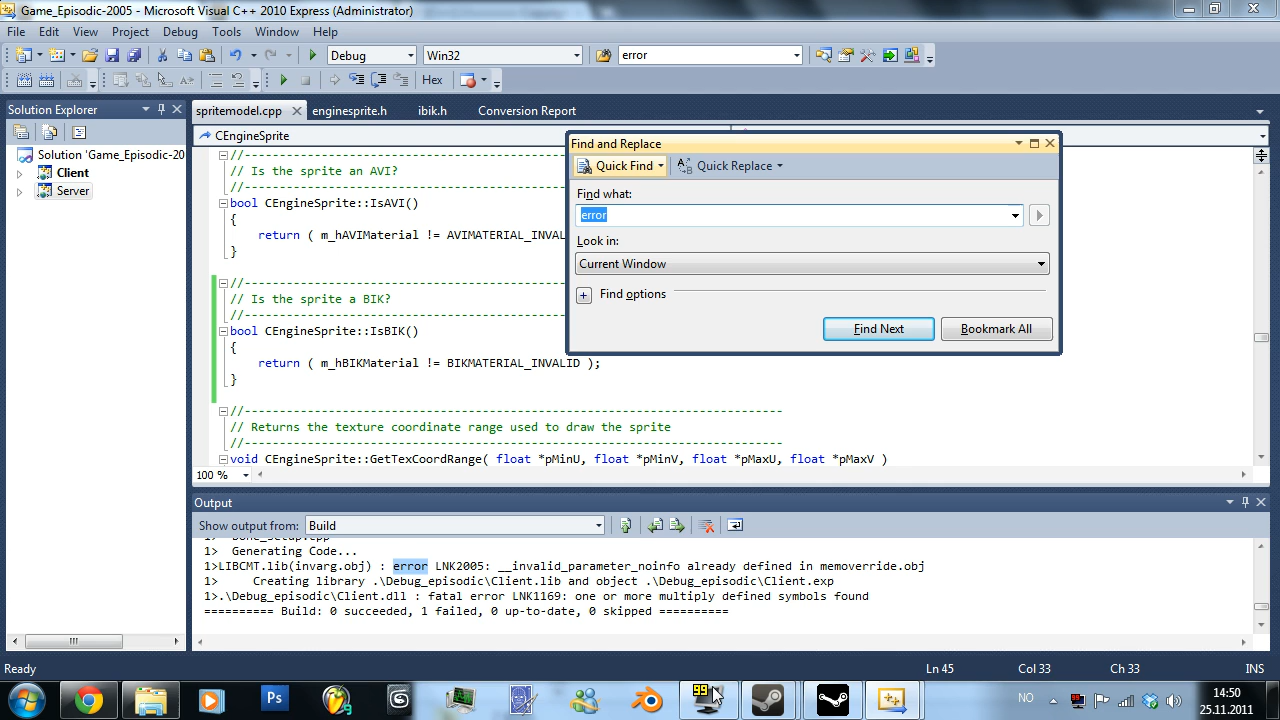 Game_Episodic-2005 - Microsoft Visual C++ 2010 Express (Administrator)
File Edit View Project Debug Tools Window Help
Debug Win32 error
Hex
Solution Explorer
spritemodel.cpp enginesprite.h ibik.h Conversion Report
CEngineSprite
Solution 'Game_Episodic-20
Client
Server
//------------------------------------------------
// Is the sprite an AVI?
//------------------------------------------------
bool CEngineSprite::IsAVI()
{
return ( m_hAVIMaterial != AVIMATERIAL_INVAL
}
//------------------------------------------------
// Is the sprite a BIK?
//------------------------------------------------
bool CEngineSprite::IsBIK()
{
return ( m_hBIKMaterial != BIKMATERIAL_INVALID );
}
//-----------------------------------------------------------------------------
// Returns the texture coordinate range used to draw the sprite
//-----------------------------------------------------------------------------
void CEngineSprite::GetTexCoordRange( float *pMinU, float *pMinV, float *pMaxU, float *pMaxV )
100 %
Find and Replace
Quick Find Quick Replace
Find what:
error
Look in:
Current Window
Find options
Find Next Bookmark All
Output
Show output from: Build
1> Generating Code...
1>LIBCMT.lib(invarg.obj) : error LNK2005: __invalid_parameter_noinfo already defined in memoverride.obj
1> Creating library .\Debug_episodic\Client.lib and object .\Debug_episodic\Client.exp
1>.\Debug_episodic\Client.dll : fatal error LNK1169: one or more multiply defined symbols found
========== Build: 0 succeeded, 1 failed, 0 up-to-date, 0 skipped ==========
Ready Ln 45 Col 33 Ch 33 INS
Ps 99 NO 14:50
25.11.2011